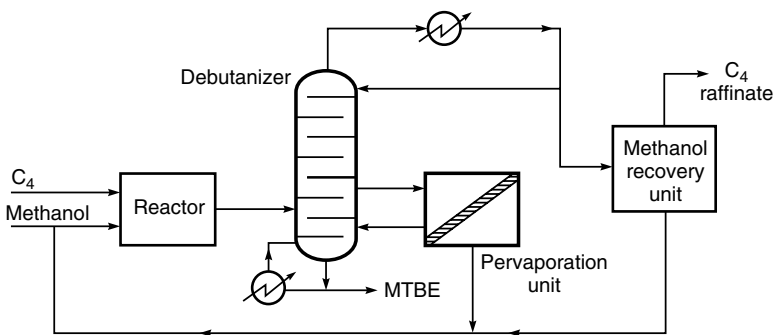 Debutanizer
C₄
raffinate
Methanol
recovery
unit
C₄
Methanol
Reactor
Pervaporation
unit
MTBE